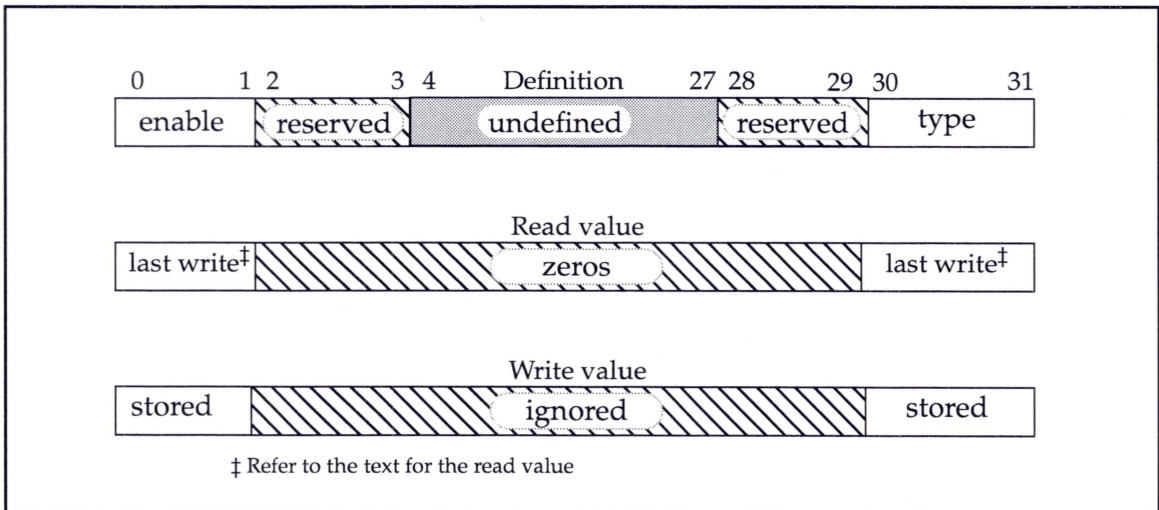 0 1 2 3 4 Definition 27 28 29 30 31
enable reserved undefined reserved type
Read value
last write‡ zeros last write‡
Write value
stored ignored stored
‡ Refer to the text for the read value